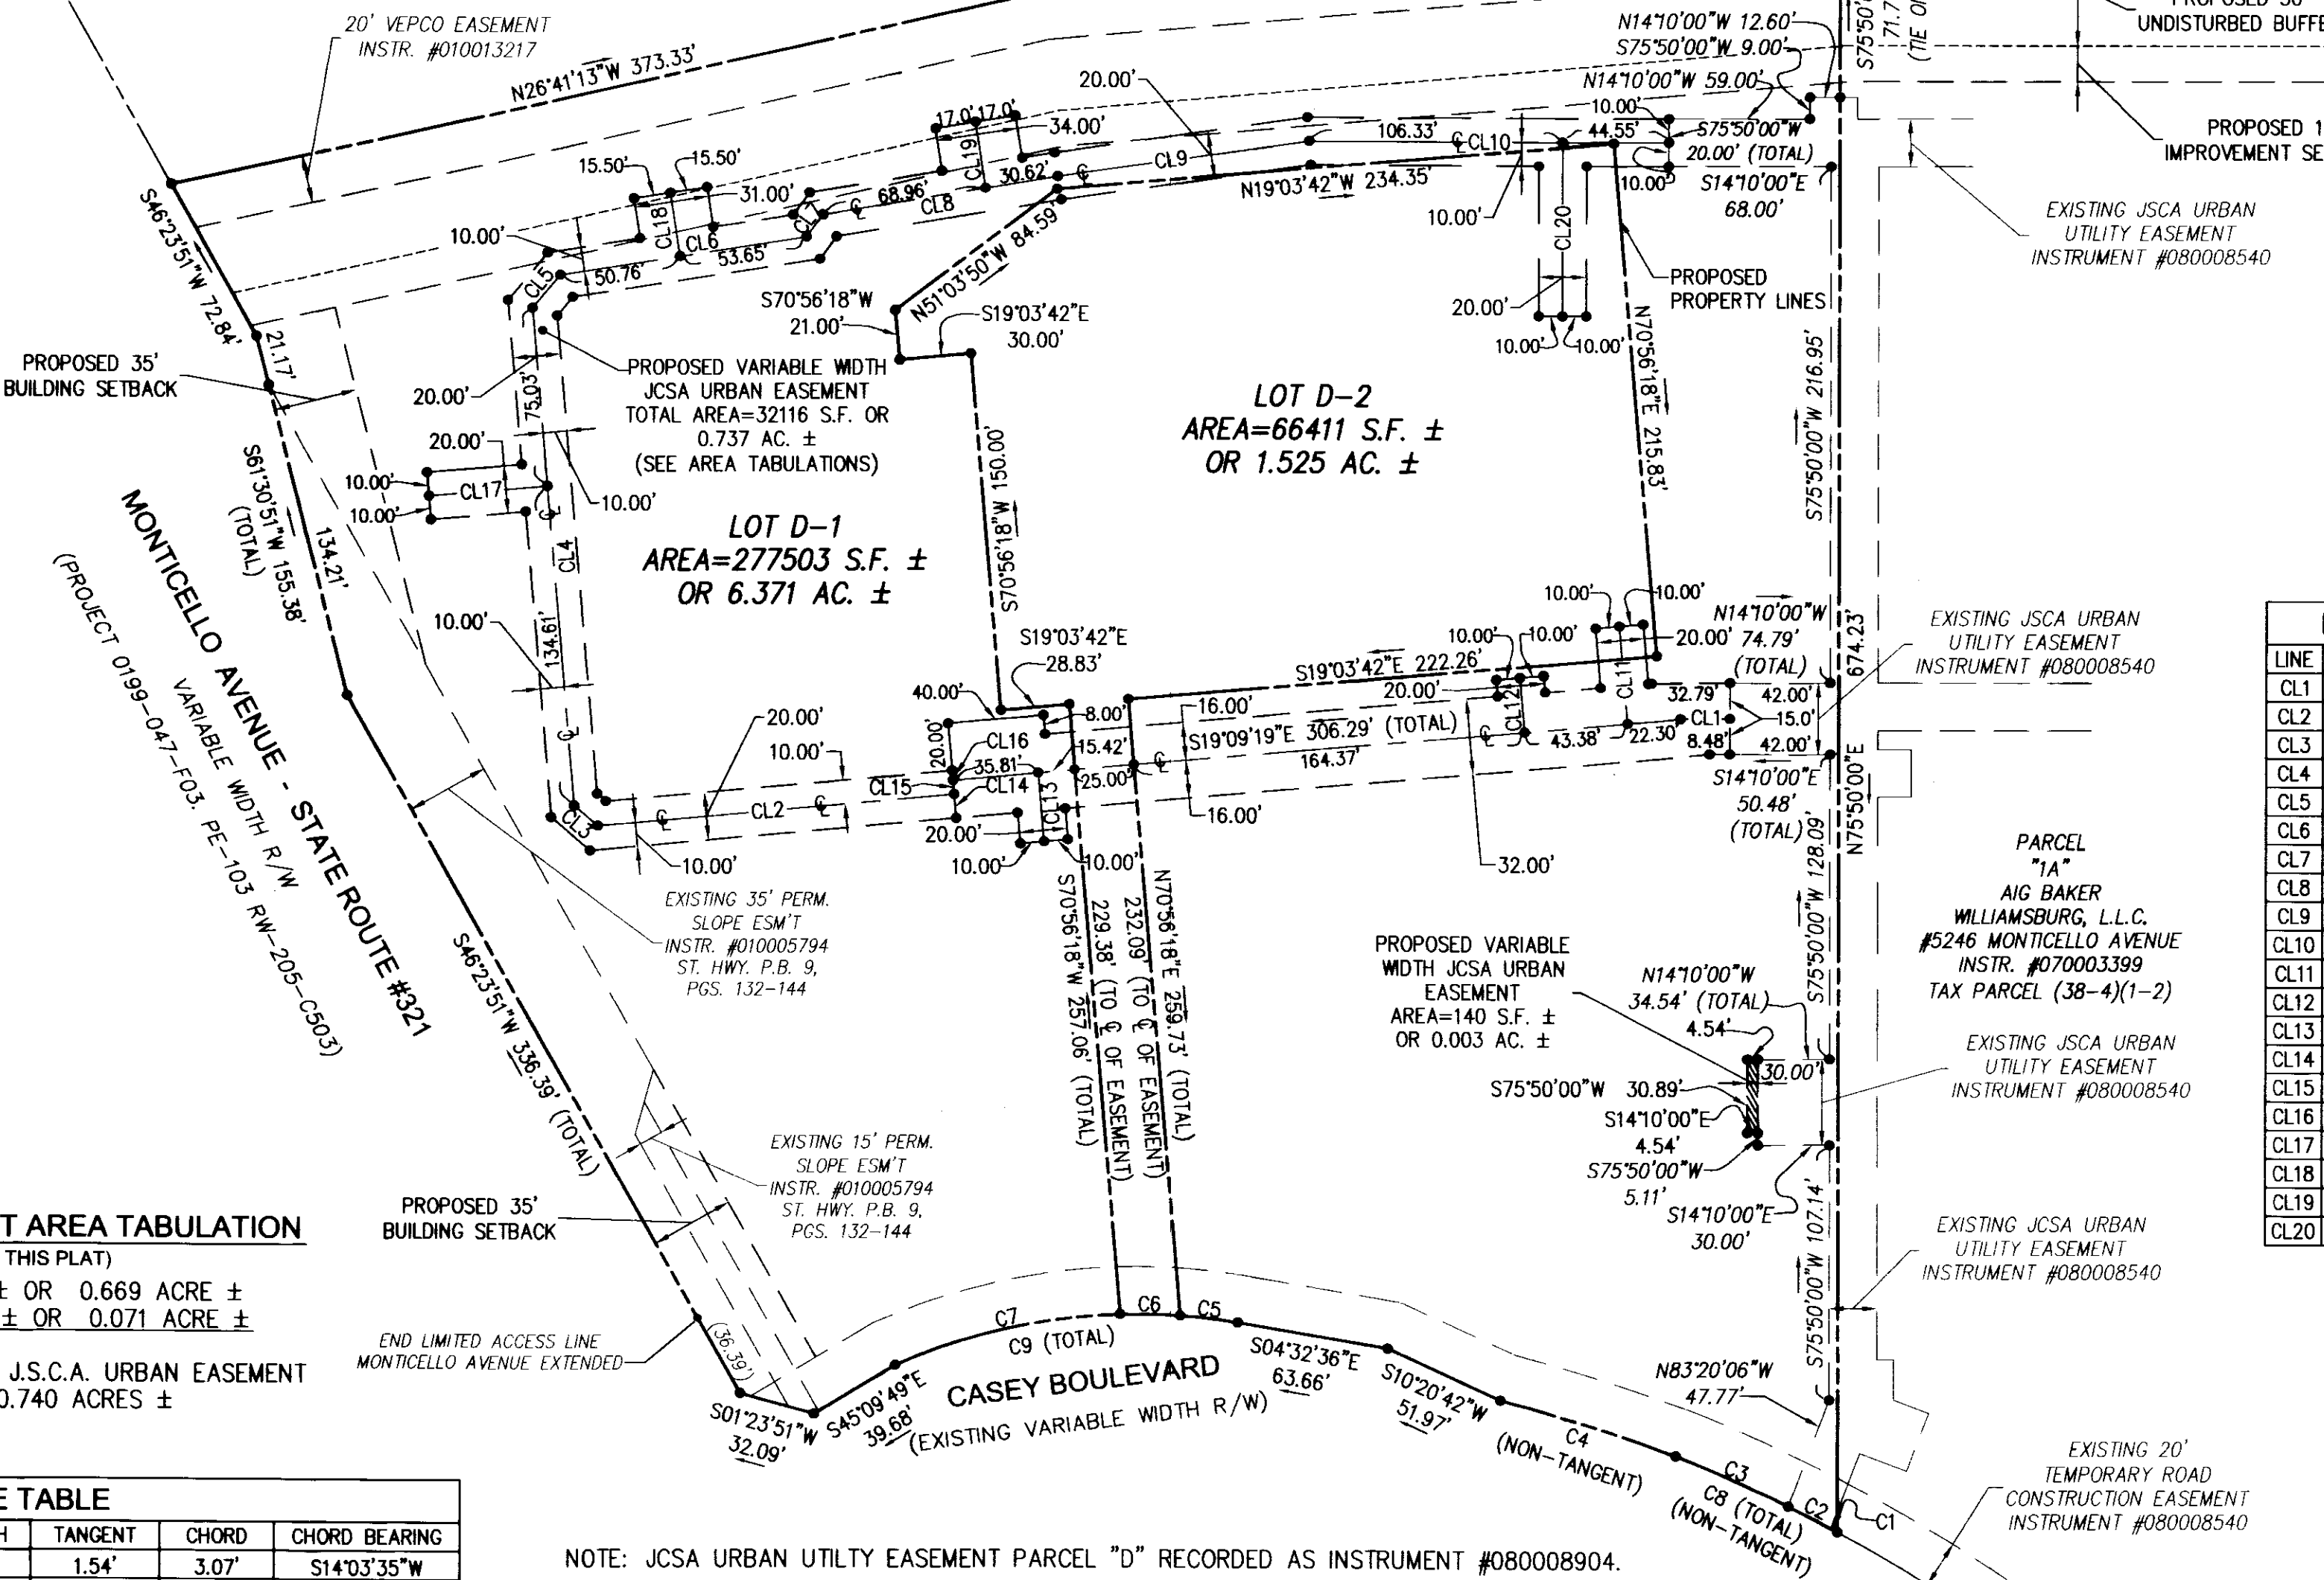 20' VEPCO EASEMENT
INSTR. #010013217
N26°41'13"W 373.33'
N14°10'00"W 12.60'
S75°50'00"W 9.00'
N14°10'00"W 59.00'
UNDISTURBED BUFFE
PROPOSED 1
IMPROVEMENT SE
20.00'
17.0' 17.0'
34.00'
CL19
30.62'
106.33'
CL9
℄ CL10
10.00'
44.55'
S75°50'00"W
20.00' (TOTAL)
10.00'
S14°10'00"E
68.00'
15.50'
15.50'
31.00'
CL18
CL6
CL7
68.96'
CL8
N19°03'42"W 234.35'
10.00'
10.00'
CL20
EXISTING JSCA URBAN
UTILITY EASEMENT
INSTRUMENT #080008540
S46°23'51"W 72.84'
10.00'
CL5
50.76'
53.65'
N51°03'50"W 84.59'
S70°56'18"W
21.00'
S19°03'42"E
30.00'
20.00'
10.00'
10.00'
PROPOSED
PROPERTY LINES
N70°56'18"E 215.83'
S75°50'00"W 216.95'
21.17'
PROPOSED 35'
BUILDING SETBACK
20.00'
75.03'
PROPOSED VARIABLE WIDTH
JCSA URBAN EASEMENT
TOTAL AREA=32116 S.F. OR
0.737 AC. ±
(SEE AREA TABULATIONS)
20.00'
10.00'
CL17
10.00'
10.00'
CL4
LOT D-2
AREA=66411 S.F. ±
OR 1.525 AC. ±
S70°56'18"W 150.00'
LOT D-1
AREA=277503 S.F. ±
OR 6.371 AC. ±
S61°30'51"W 155.38'
(TOTAL)
134.21'
MONTICELLO AVENUE - STATE ROUTE #321
VARIABLE WIDTH R/W
(PROJECT 0199-047-F03, PE-103 RW-205-C503)
10.00'
134.61'
S19°03'42"E
28.83'
S19°03'42"E 222.26'
10.00'
10.00'
10.00'
10.00'
20.00'
N14°10'00"W
74.79'
(TOTAL)
CL11
CL12
20.00'
32.79'
42.00'
CL1
15.0'
22.30'
8.48'
42.00'
43.38'
S14°10'00"E
50.48'
(TOTAL)
674.23'
N75°50'00"E
EXISTING JSCA URBAN
UTILITY EASEMENT
INSTRUMENT #080008540
40.00'
20.00'
8.00'
CL16
15.42'
35.81'
CL14
CL15
CL13
25.00'
16.00'
S19°09'19"E 306.29' (TOTAL)
164.37'
16.00'
32.00'
20.00'
10.00'
CL2
CL3
10.00'
20.00'
10.00'
10.00'
EXISTING 35' PERM.
SLOPE ESM'T
INSTR. #010005794
ST. HWY. P.B. 9,
PGS. 132-144
S46°23'51"W 336.39' (TOTAL)
S70°56'18"W 257.06' (TOTAL)
229.38' (TO ℄ OF EASEMENT)
232.09' (TO ℄ OF EASEMENT)
N70°56'18"E 259.73' (TOTAL)
PROPOSED VARIABLE
WIDTH JCSA URBAN
EASEMENT
AREA=140 S.F. ±
OR 0.003 AC. ±
S75°50'00"W 128.09'
N14°10'00"W
34.54' (TOTAL)
4.54'
30.00'
S75°50'00"W 30.89'
S14°10'00"E
4.54'
S75°50'00"W
5.11'
S14°10'00"E
30.00'
S75°50'00"W 107.14'
PARCEL
"1A"
AIG BAKER
WILLIAMSBURG, L.L.C.
#5246 MONTICELLO AVENUE
INSTR. #070003399
TAX PARCEL (38-4)(1-2)
EXISTING JSCA URBAN
UTILITY EASEMENT
INSTRUMENT #080008540
EXISTING JCSA URBAN
UTILITY EASEMENT
INSTRUMENT #080008540
LINE
CL1
CL2
CL3
CL4
CL5
CL6
CL7
CL8
CL9
CL10
CL11
CL12
CL13
CL14
CL15
CL16
CL17
CL18
CL19
CL20
EXISTING 15' PERM.
SLOPE ESM'T
INSTR. #010005794
ST. HWY. P.B. 9,
PGS. 132-144
PROPOSED 35'
BUILDING SETBACK
T AREA TABULATION
THIS PLAT)
± OR 0.669 ACRE ±
± OR 0.071 ACRE ±
J.S.C.A. URBAN EASEMENT
0.740 ACRES ±
END LIMITED ACCESS LINE
MONTICELLO AVENUE EXTENDED
(36.39')
S01°23'51"W
32.09'
S45°09'49"E
39.68'
C7
C6
C5
C9 (TOTAL)
CASEY BOULEVARD
(EXISTING VARIABLE WIDTH R/W)
S04°32'36"E
63.66'
S10°20'42"W
51.97'
C4
(NON-TANGENT)
C3
C8 (TOTAL)
(NON-TANGENT)
C2
C1
N83°20'06"W
47.77'
EXISTING 20'
TEMPORARY ROAD
CONSTRUCTION EASEMENT
INSTRUMENT #080008540
E TABLE
H TANGENT CHORD CHORD BEARING
1.54' 3.07' S14°03'35"W
NOTE: JCSA URBAN UTILTY EASEMENT PARCEL "D" RECORDED AS INSTRUMENT #080008904.